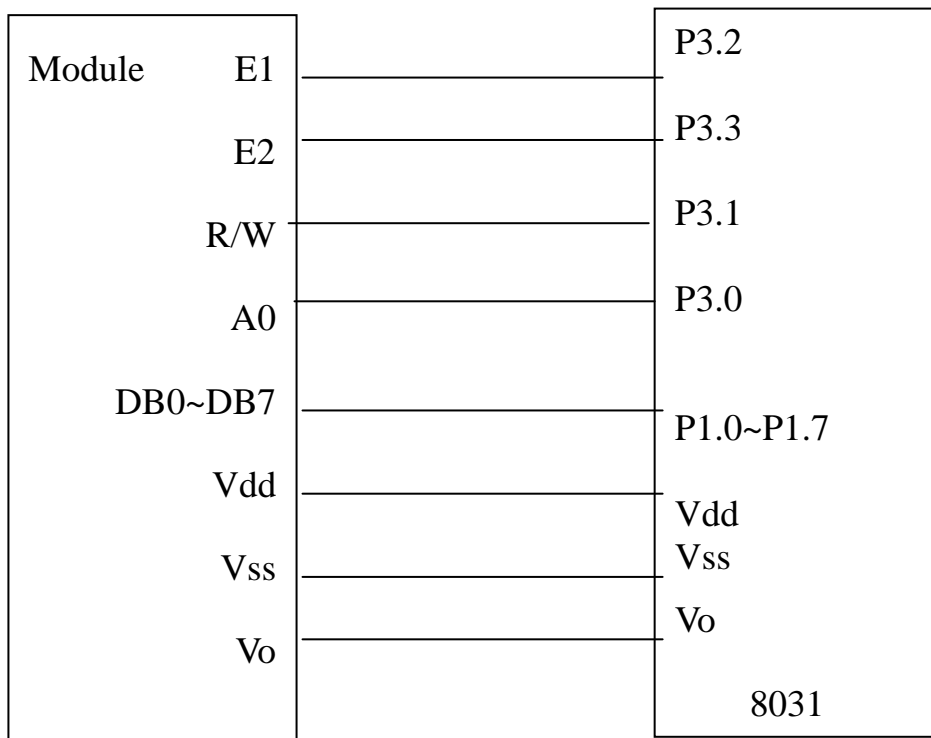 Module E1 P3.2
E2 P3.3
R/W P3.1
A0 P3.0
DB0~DB7 P1.0~P1.7
Vdd Vdd
Vss Vss
Vo Vo
8031